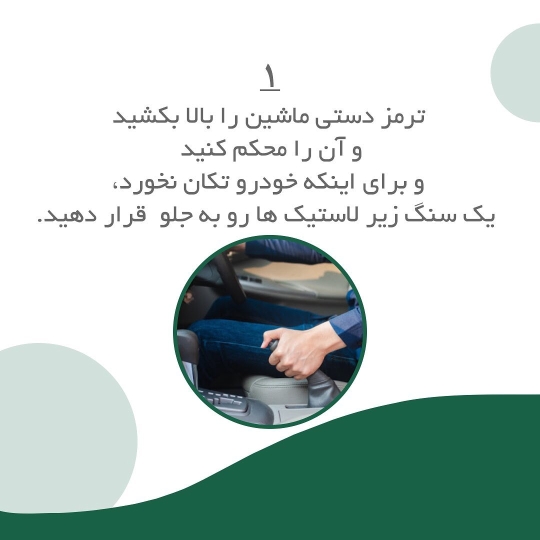 ۱
ترمز دستی ماشین را بالا بکشید
و آن را محکم کنید
و برای اینکه خودرو تکان نخورد،
یک سنگ زیر لاستیک ها رو به جلو قرار دهید.